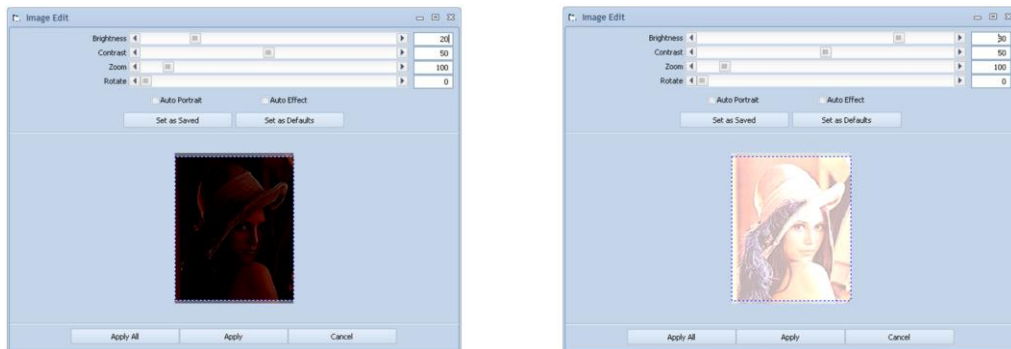 Image Edit
Brightness 20
Contrast 50
Zoom 100
Rotate 0
Auto Portrait Auto Effect
Set as Saved Set as Defaults
Apply All Apply Cancel
Image Edit
Brightness
Contrast 50
Zoom 100
Rotate 0
Auto Portrait Auto Effect
Set as Saved Set as Defaults
Apply All Apply Cancel